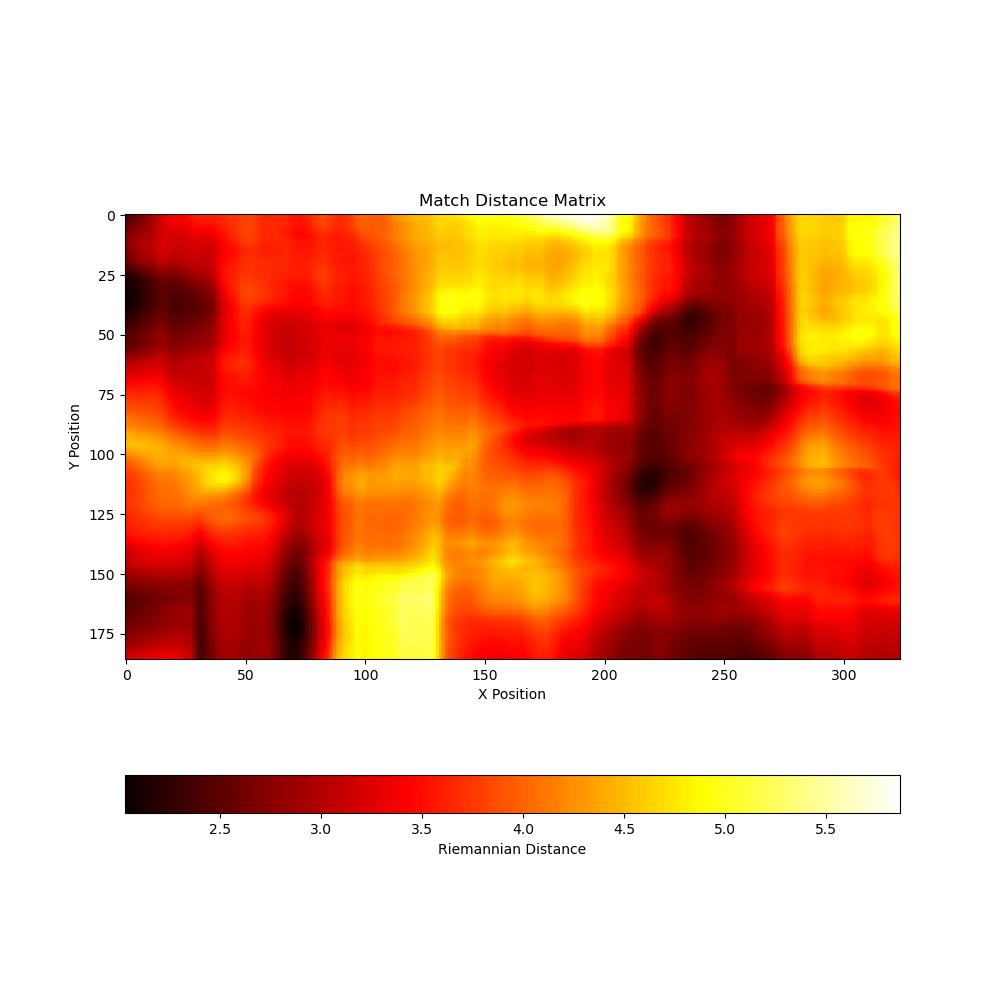 Match Distance Matrix
0
25
50
75
100
125
150
175
Y Position
0 50 100 150 200 250 300
X Position
2.5 3.0 3.5 4.0 4.5 5.0 5.5
Riemannian Distance